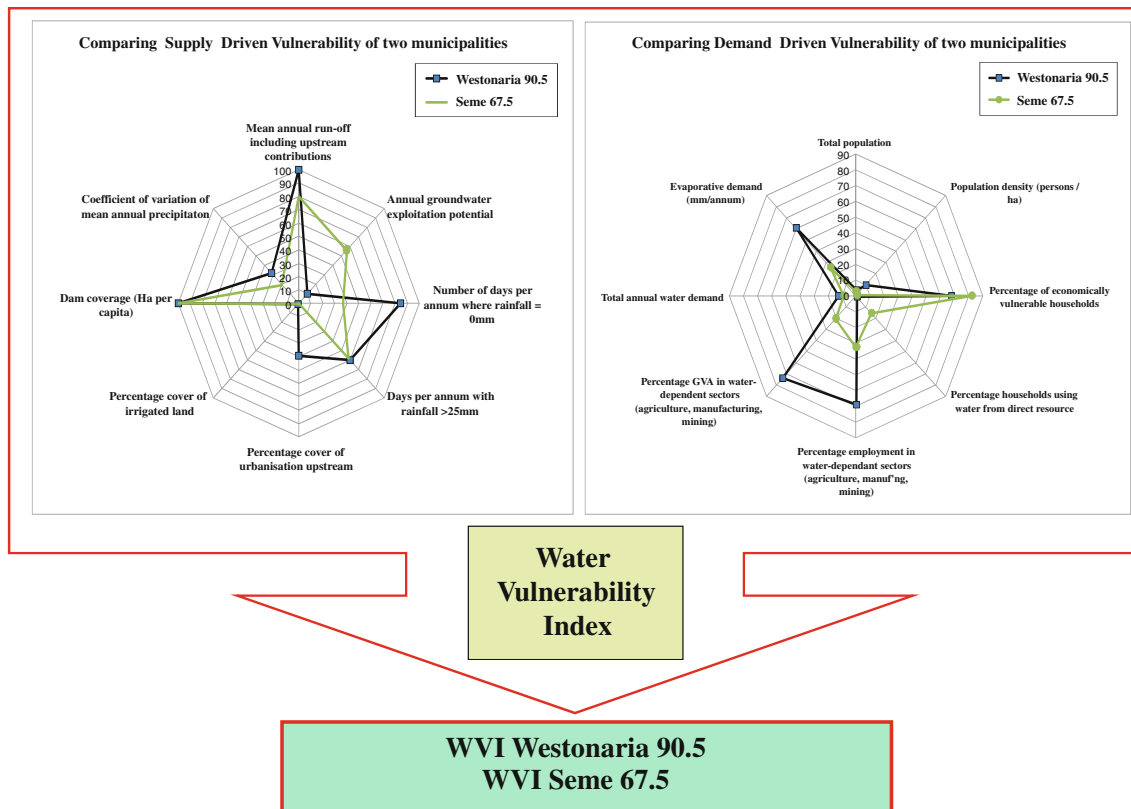 Comparing Supply Driven Vulnerability of two municipalities
Westonaria 90.5
Seme 67.5
Mean annual run-off
including upstream
contributions
100
90
80
70
60
50
40
30
20
10
0
Annual groundwater
exploitation potential
Number of days per
annum where rainfall =
0mm
Days per annum with
rainfall >25mm
Percentage cover of
urbanisation upstream
Percentage cover of
irrigated land
Dam coverage (Ha per
capita)
Coefficient of variation of
mean annual precipitaton
Comparing Demand Driven Vulnerability of two municipalities
Westonaria 90.5
Seme 67.5
Total population
90
80
70
60
50
40
30
20
10
0
Population density (persons /
ha)
Percentage of economically
vulnerable households
Percentage households using
water from direct resource
Percentage employment in
water-dependant sectors
(agriculture, manuf'ng,
mining)
Percentage GVA in water-
dependent sectors
(agriculture, manufacturing,
mining)
Total annual water demand
Evaporative demand
(mm/annum)
Water
Vulnerability
Index
WVI Westonaria 90.5
WVI Seme 67.5